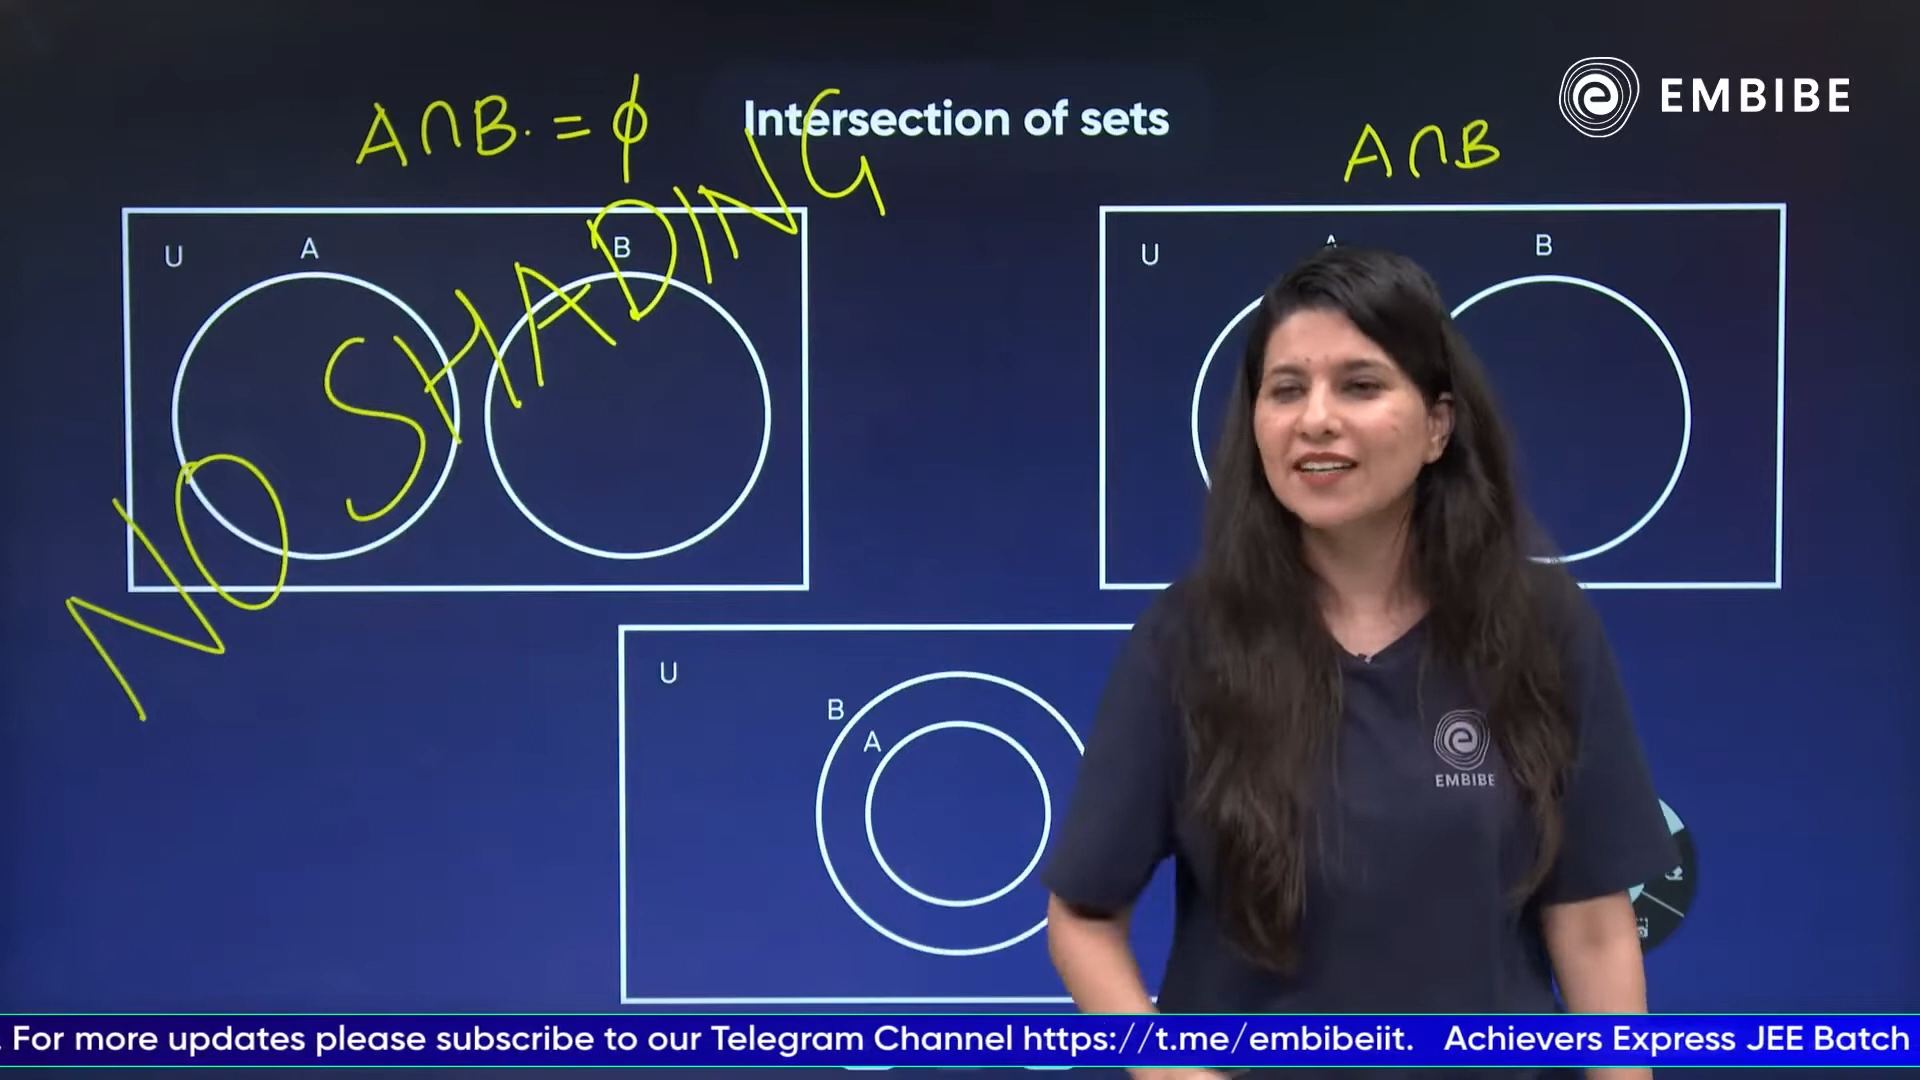 EMBIBE
A∩B. = ϕ
Intersection of sets
A∩B
NO SHADING
U
A
B
U
B
U
B
A
EMBIBE
. For more updates please subscribe to our Telegram Channel https://t.me/embibeiit. Achievers Express JEE Batch